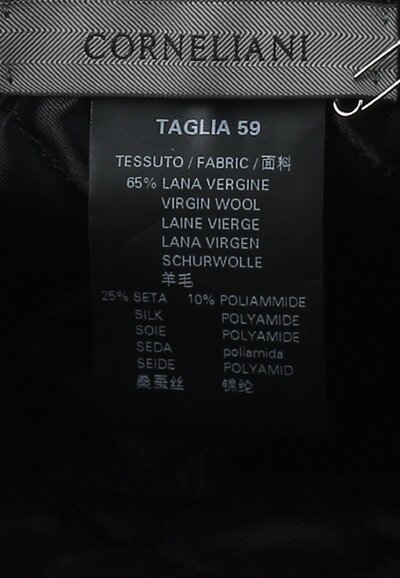 CORNELIANI
TAGLIA 59
TESSUTO / FABRIC / 面料
65% LANA VERGINE
VIRGIN WOOL
LAINE VIERGE
LANA VIRGEN
SCHURWOLLE
羊毛
25% SETA 10% POLIAMMIDE
SILK POLYAMIDE
SOIE POLYAMIDE
SEDA poliamida
SEIDE POLYAMID
桑蚕丝 锦纶